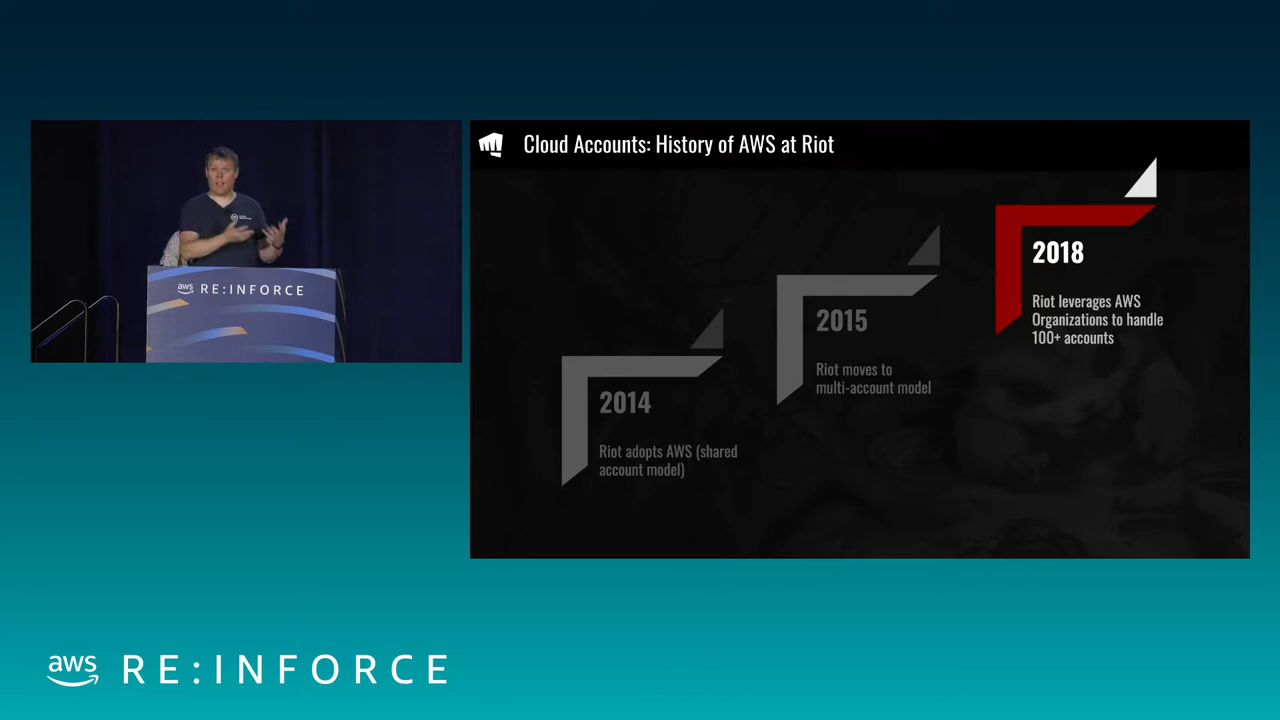 Cloud Accounts: History of AWS at Riot
aws RE:INFORCE
2018
Riot leverages AWS
Organizations to handle
100+ accounts
2015
Riot moves to
multi-account model
2014
Riot adopts AWS (shared
account model)
aws RE:INFORCE